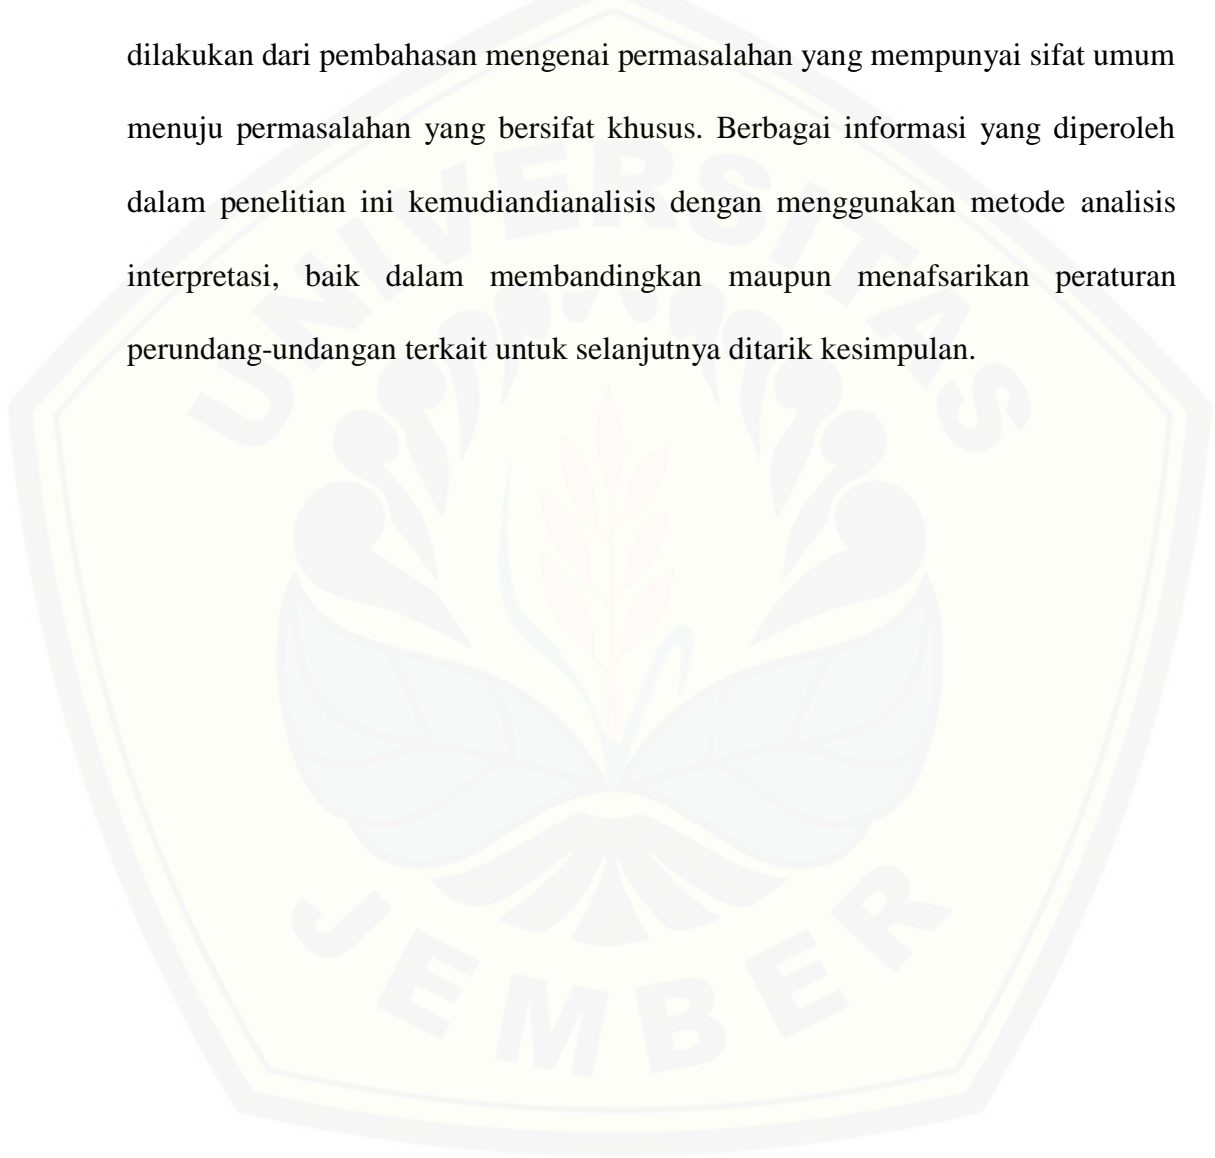 dilakukan dari pembahasan mengenai permasalahan yang mempunyai sifat umum
menuju permasalahan yang bersifat khusus. Berbagai informasi yang diperoleh
dalam penelitian ini kemudiandianalisis dengan menggunakan metode analisis
interpretasi, baik dalam membandingkan maupun menafsarikan peraturan
perundang-undangan terkait untuk selanjutnya ditarik kesimpulan.
UNIVERSITAS
JEMBER